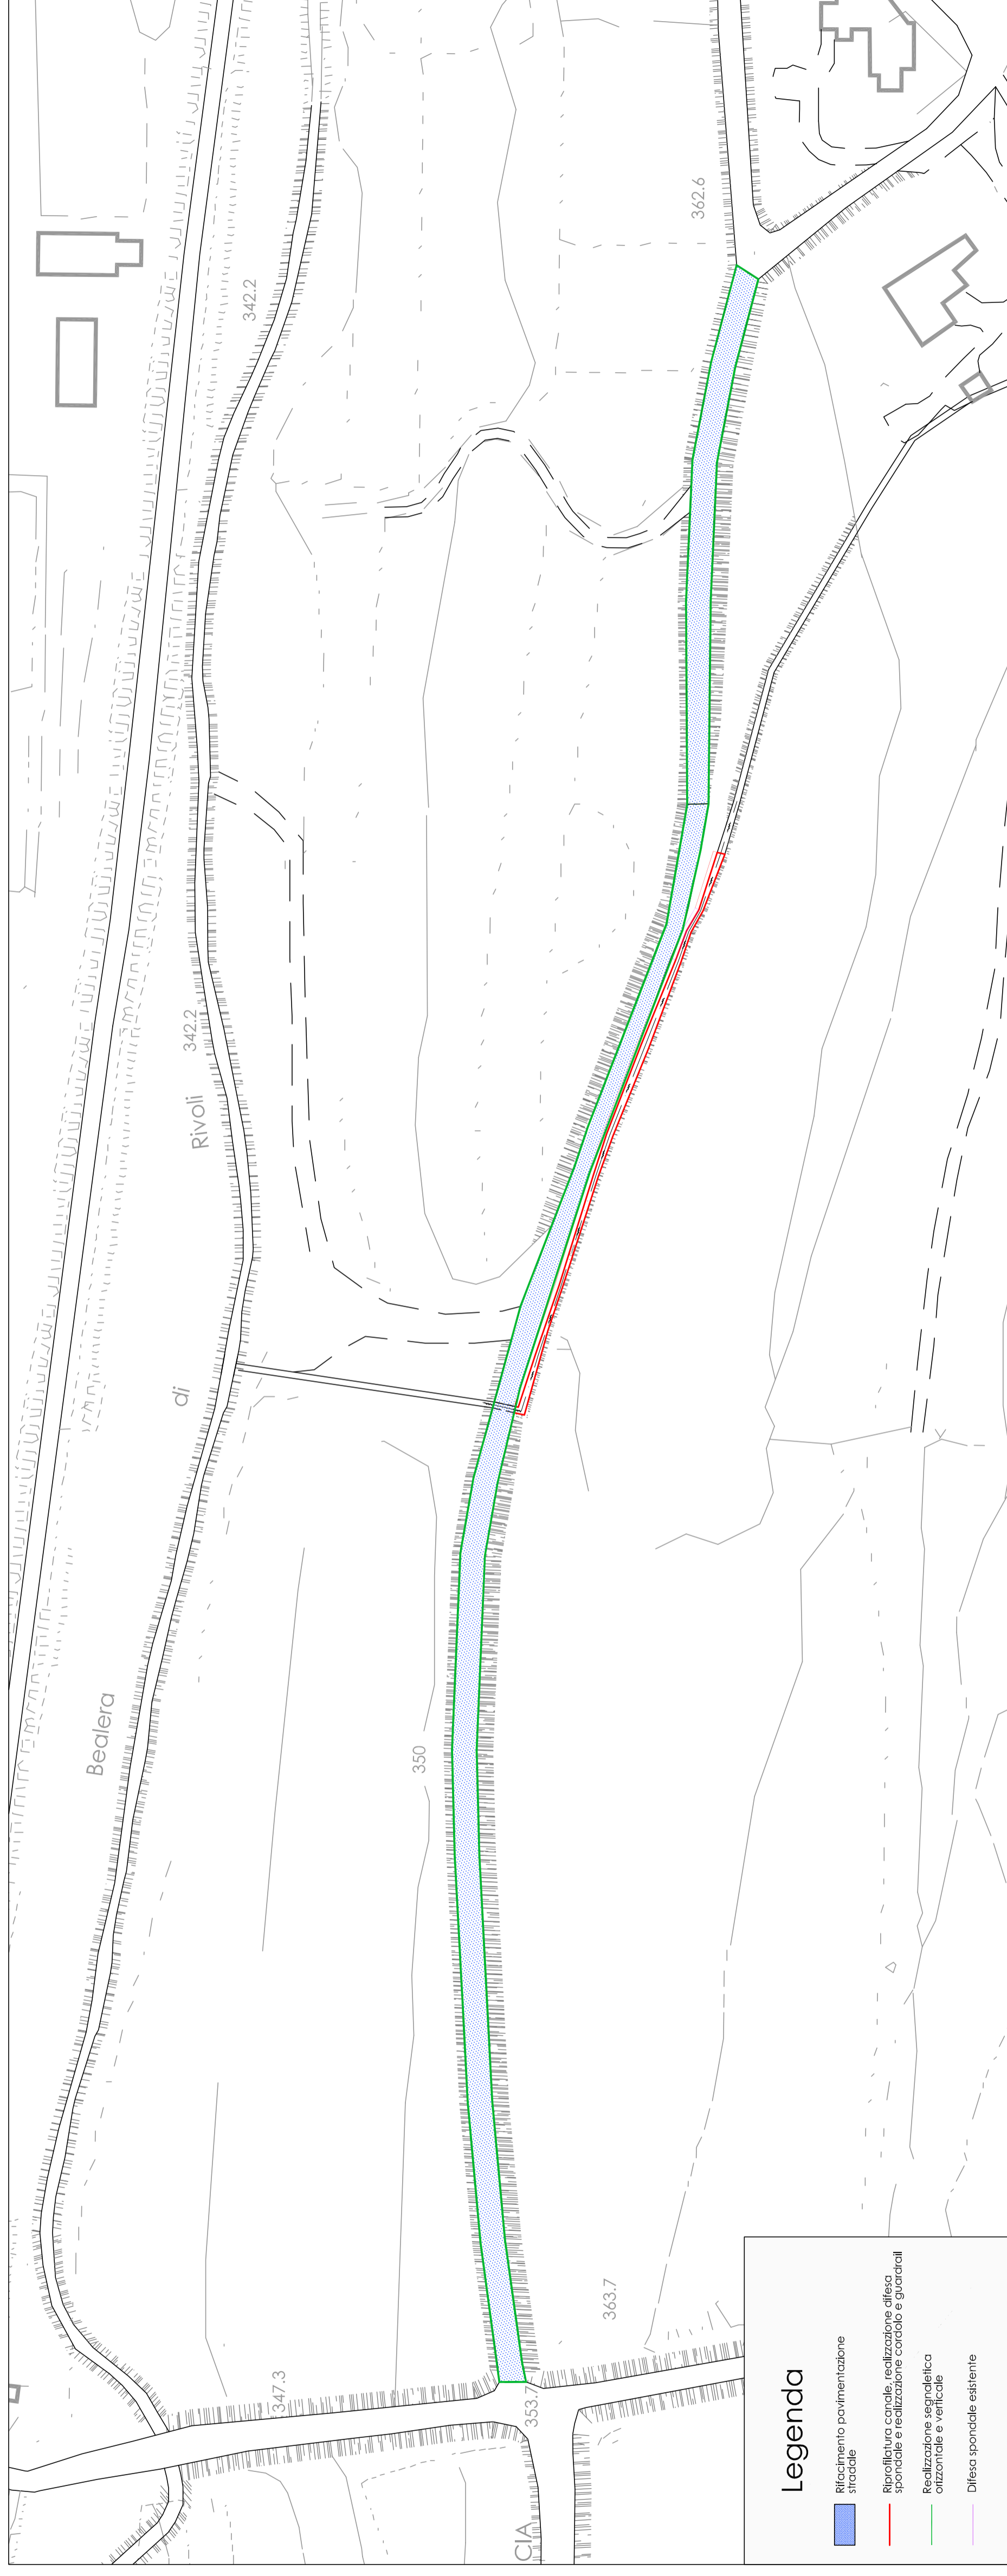 362.6
342.2
342.2
Rivoli
di
Bealera
350
363.7
347.3
353.7
CIA
Legenda
Rifacimento pavimentazione
stradale
Riprofilatura canale, realizzazione difesa
spondale e realizzazione cordolo e guardrail
Realizzazione segnaletica
orizzontale e verticale
Difesa spondale esistente